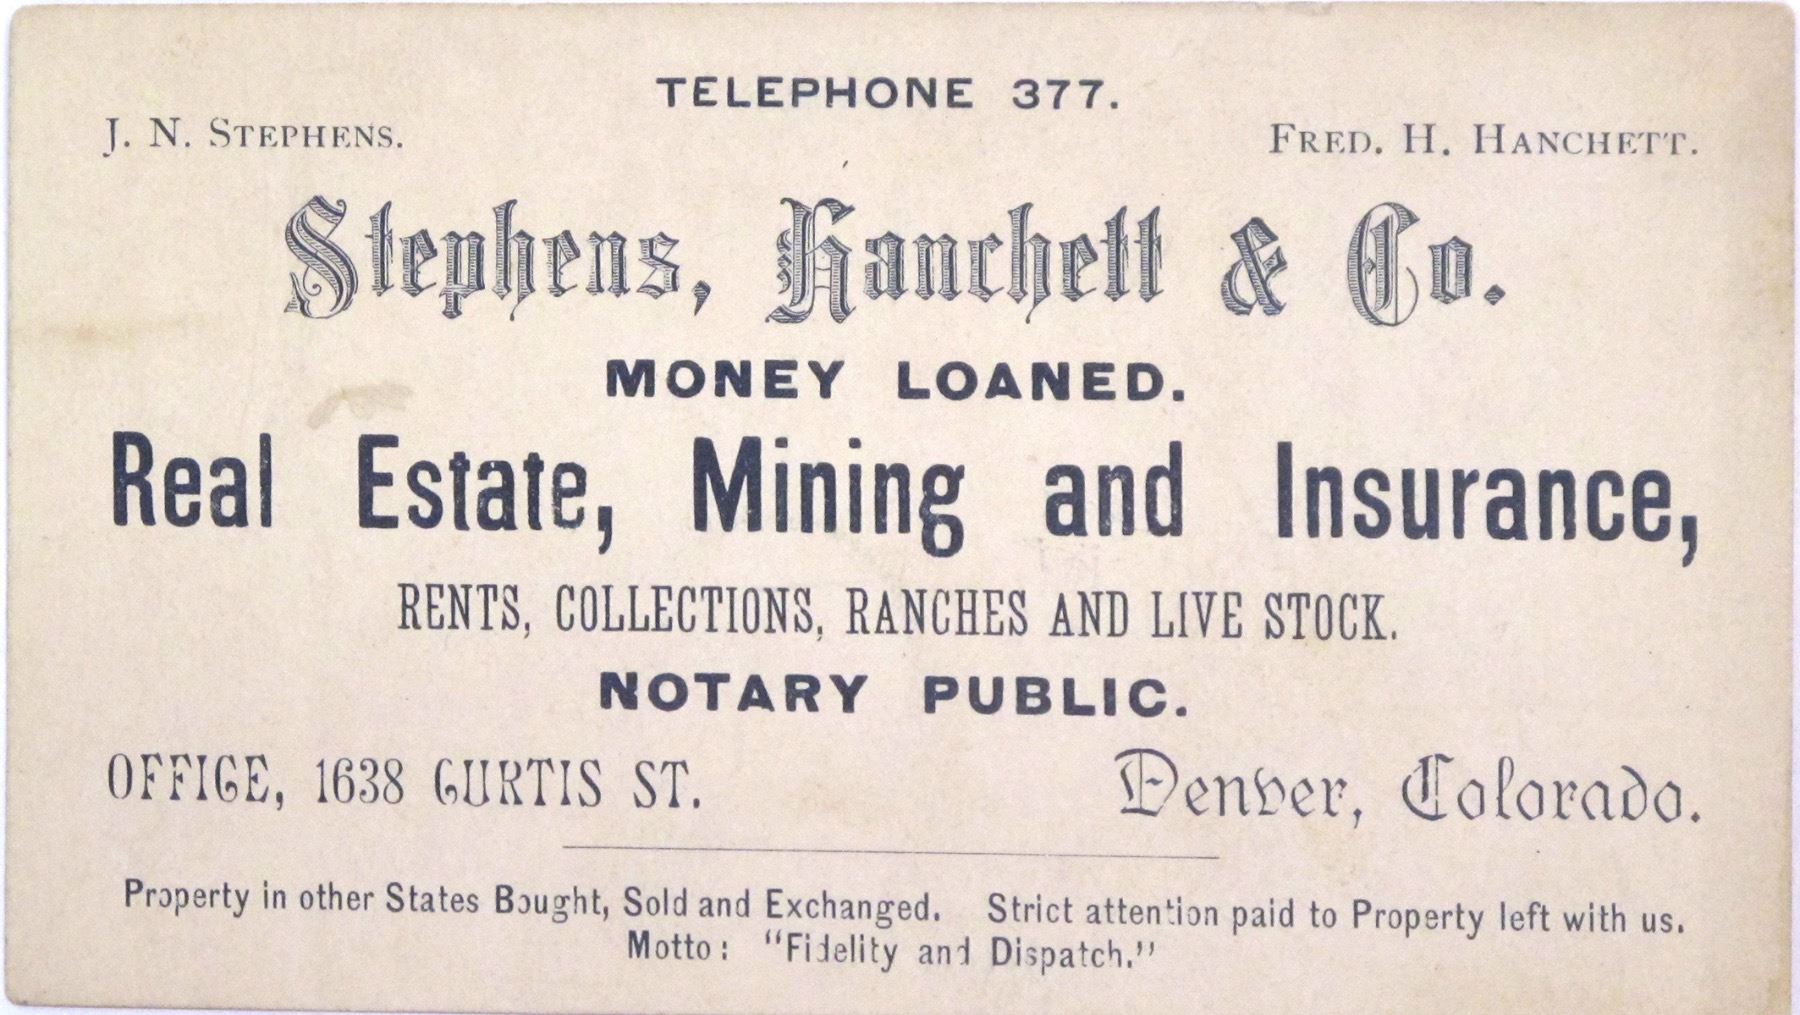 TELEPHONE 377.
J. N. STEPHENS. FRED. H. HANCHETT.
Stephens, Hanchett & Co.
MONEY LOANED.
Real Estate, Mining and Insurance,
RENTS, COLLECTIONS, RANCHES AND LIVE STOCK.
NOTARY PUBLIC.
OFFICE, 1638 CURTIS ST. Denver, Colorado.
Property in other States Bought, Sold and Exchanged. Strict attention paid to Property left with us.
Motto: "Fidelity and Dispatch."